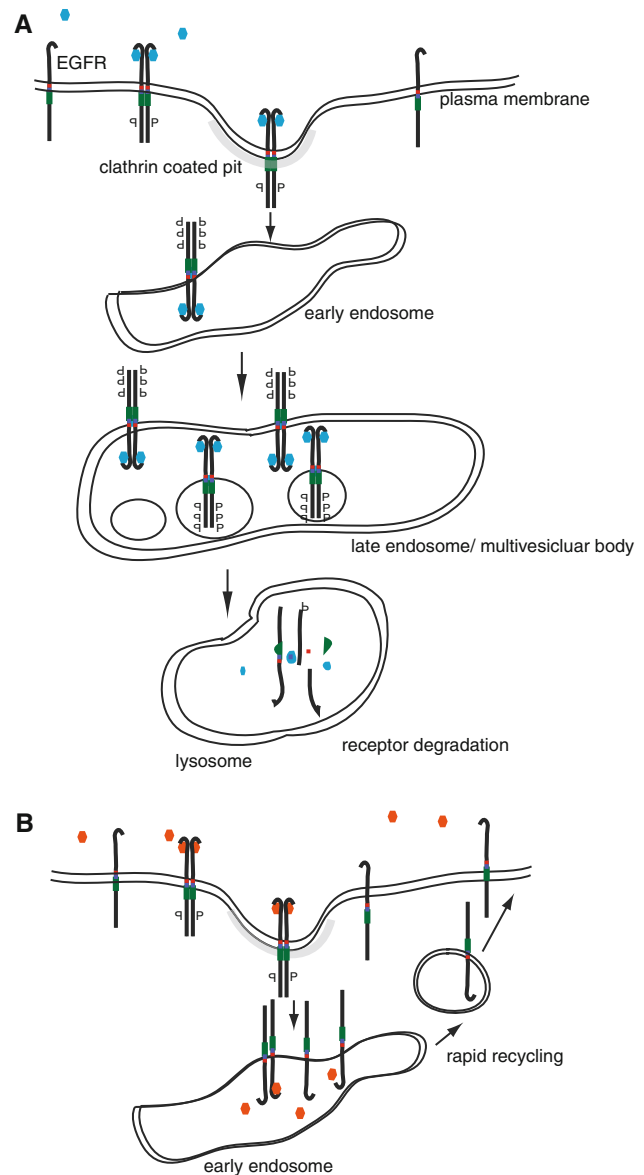 A
EGFR
plasma membrane
P P
clathrin coated pit
P P
P P
P P
P P
early endosome
P P
P P
P P
P P
P P
P P
P P
P P
P P
P P
P P
P P
late endosome/ multivesicluar body
P
receptor degradation
lysosome
B
P P
P P
rapid recycling
early endosome